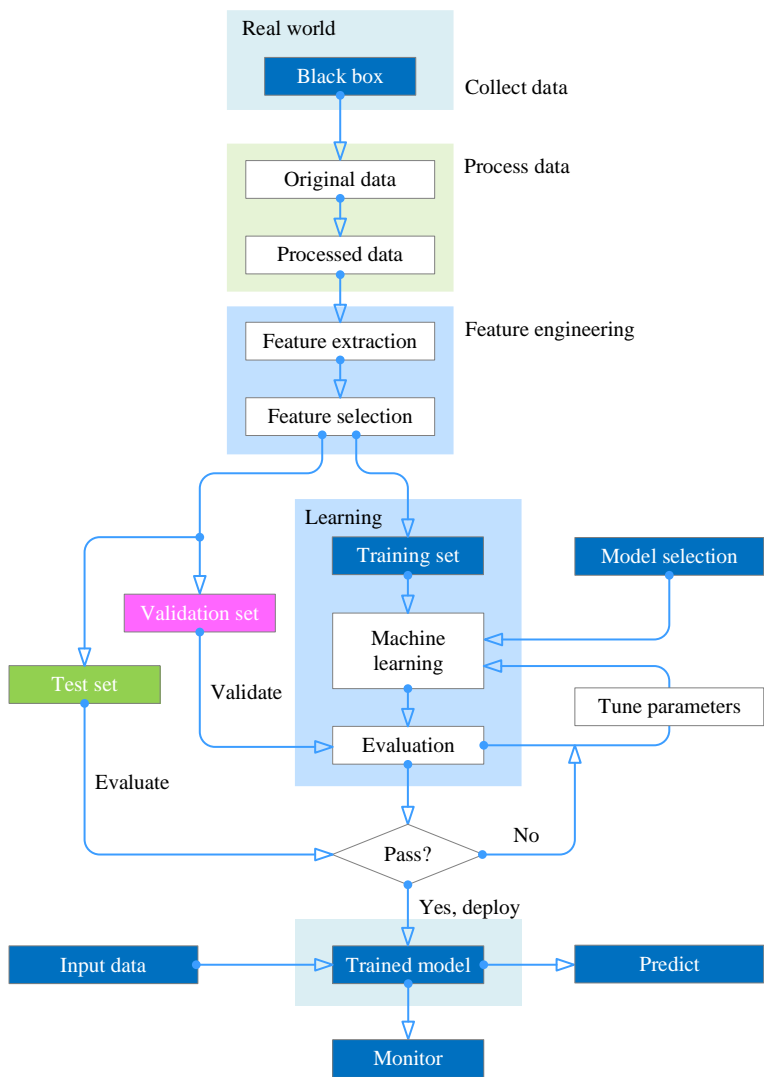 Real world
Black box
Collect data
Process data
Original data
Processed data
Feature engineering
Feature extraction
Feature selection
Learning
Training set
Model selection
Validation set
Machine
learning
Test set
Validate
Tune parameters
Evaluation
Evaluate
No
Pass?
Yes, deploy
Input data
Trained model
Predict
Monitor